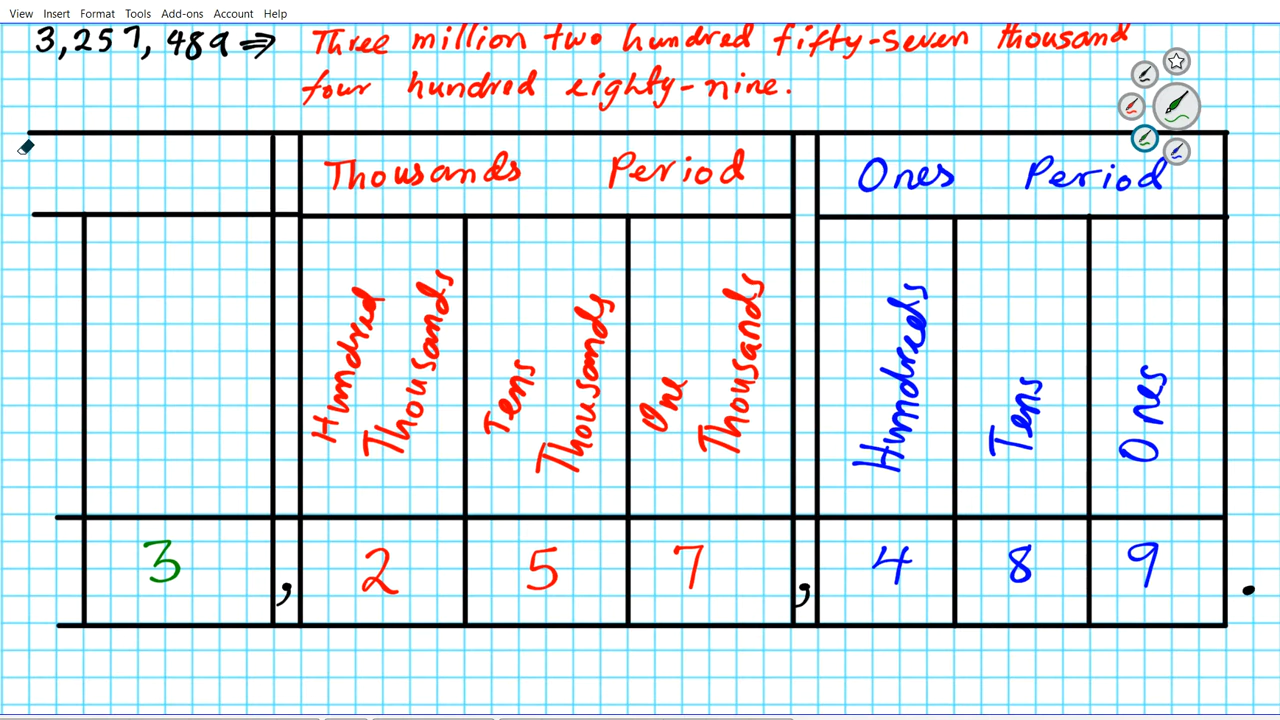 View Insert Format Tools Add-ons Account Help
3,257,489 ⇒ Three million two hundred fifty-seven thousand
four hundred eighty-nine.
Thousands Period Ones Period
Hundred Thousands Tens Thousands One Thousands Hundreds Tens Ones
3 , 2 5 7 , 4 8 9 .